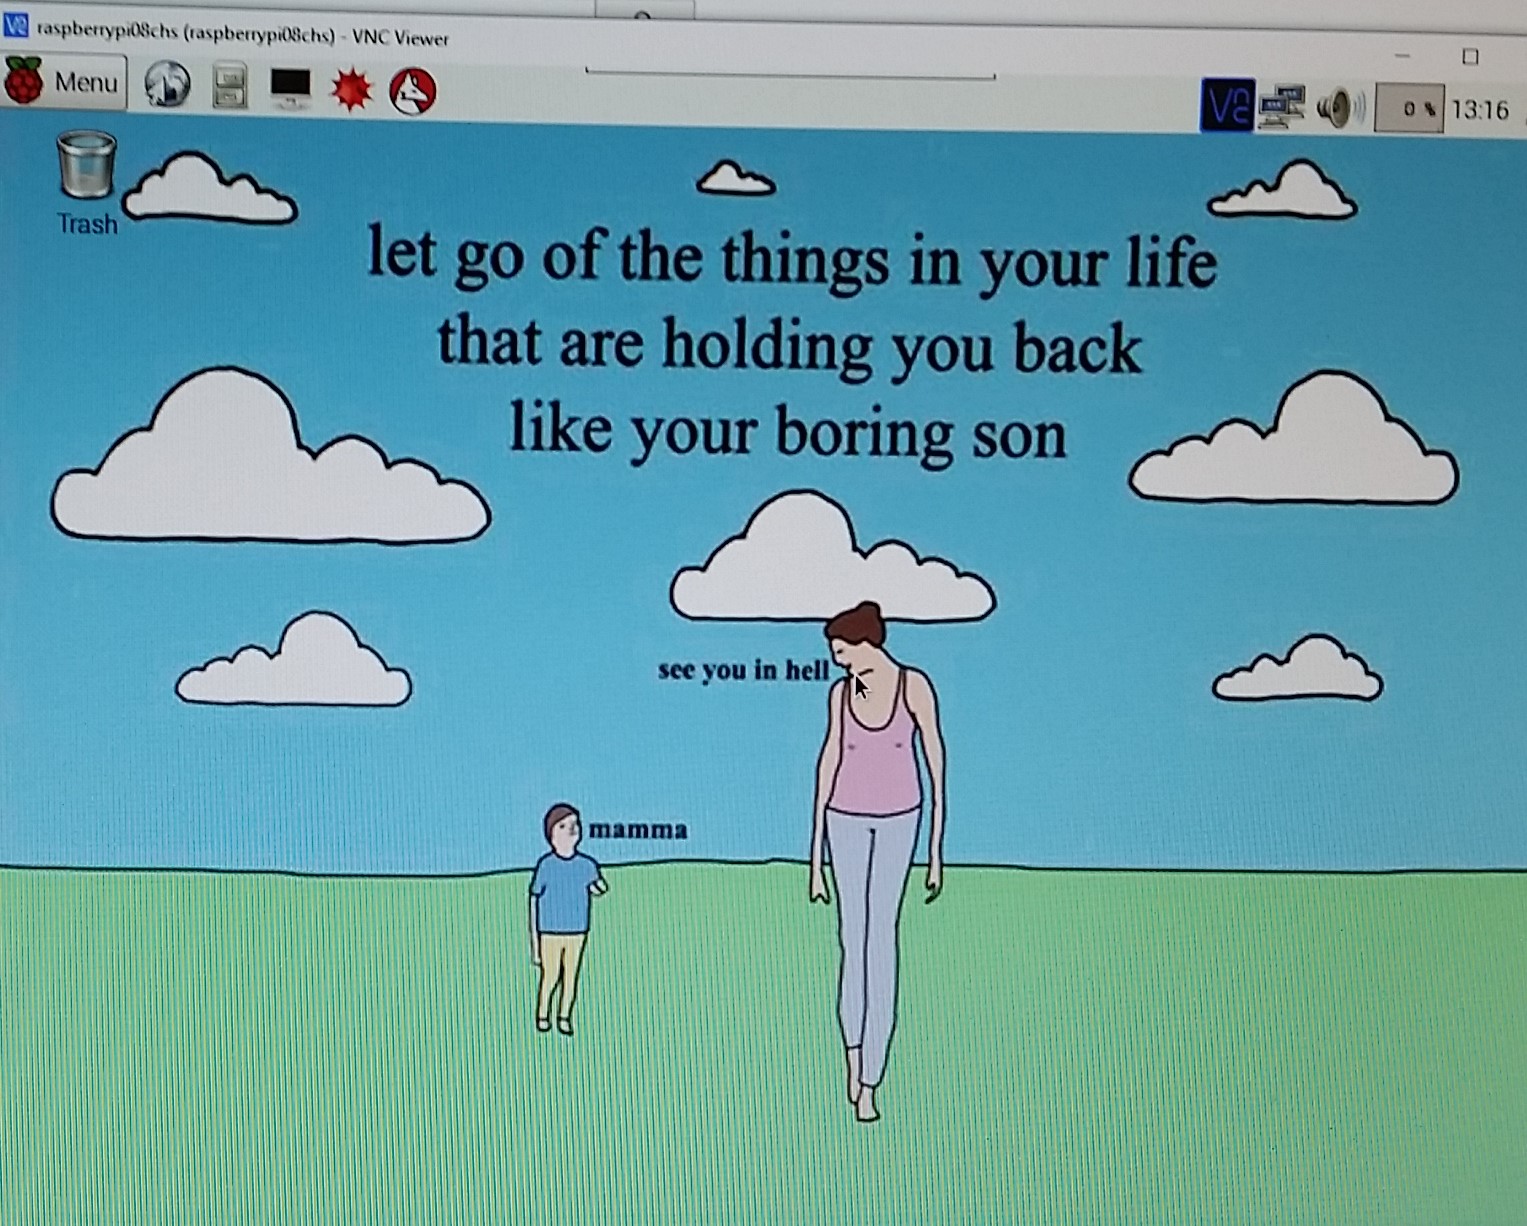 raspberrypi08chs (raspberrypi08chs) - VNC Viewer
Menu
0 % 13:16
Trash
let go of the things in your life
that are holding you back
like your boring son
see you in hell
mamma